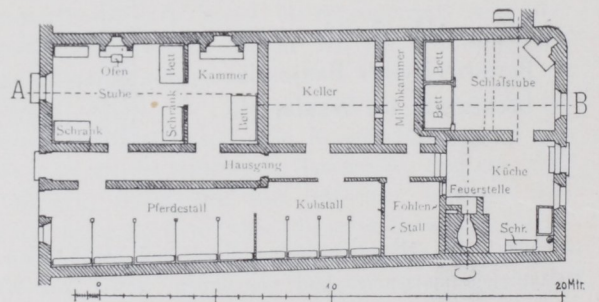 Ofen
Bett
Kammer
A
Stube
Schrank
Schrank
Bett
Keller
Milchkammer
Bett
Bett
Schlafstube
B
Hausgang
Küche
Feuerstelle
Pferdestall
Kuhstall
Fohlen-
Stall
Schr.
0
10
20 Mtr.